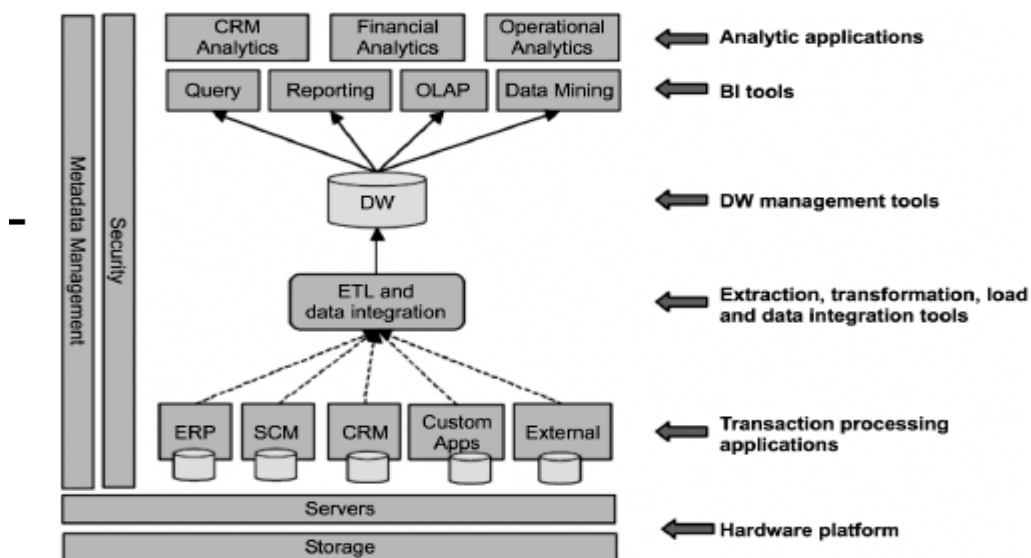 CRM
Analytics
Financial
Analytics
Operational
Analytics
Analytic applications
Query
Reporting
OLAP
Data Mining
BI tools
Metadata Management
Security
DW
DW management tools
ETL and
data integration
Extraction, transformation, load
and data integration tools
ERP
SCM
CRM
Custom
Apps
External
Transaction processing
applications
Servers
Hardware platform
Storage